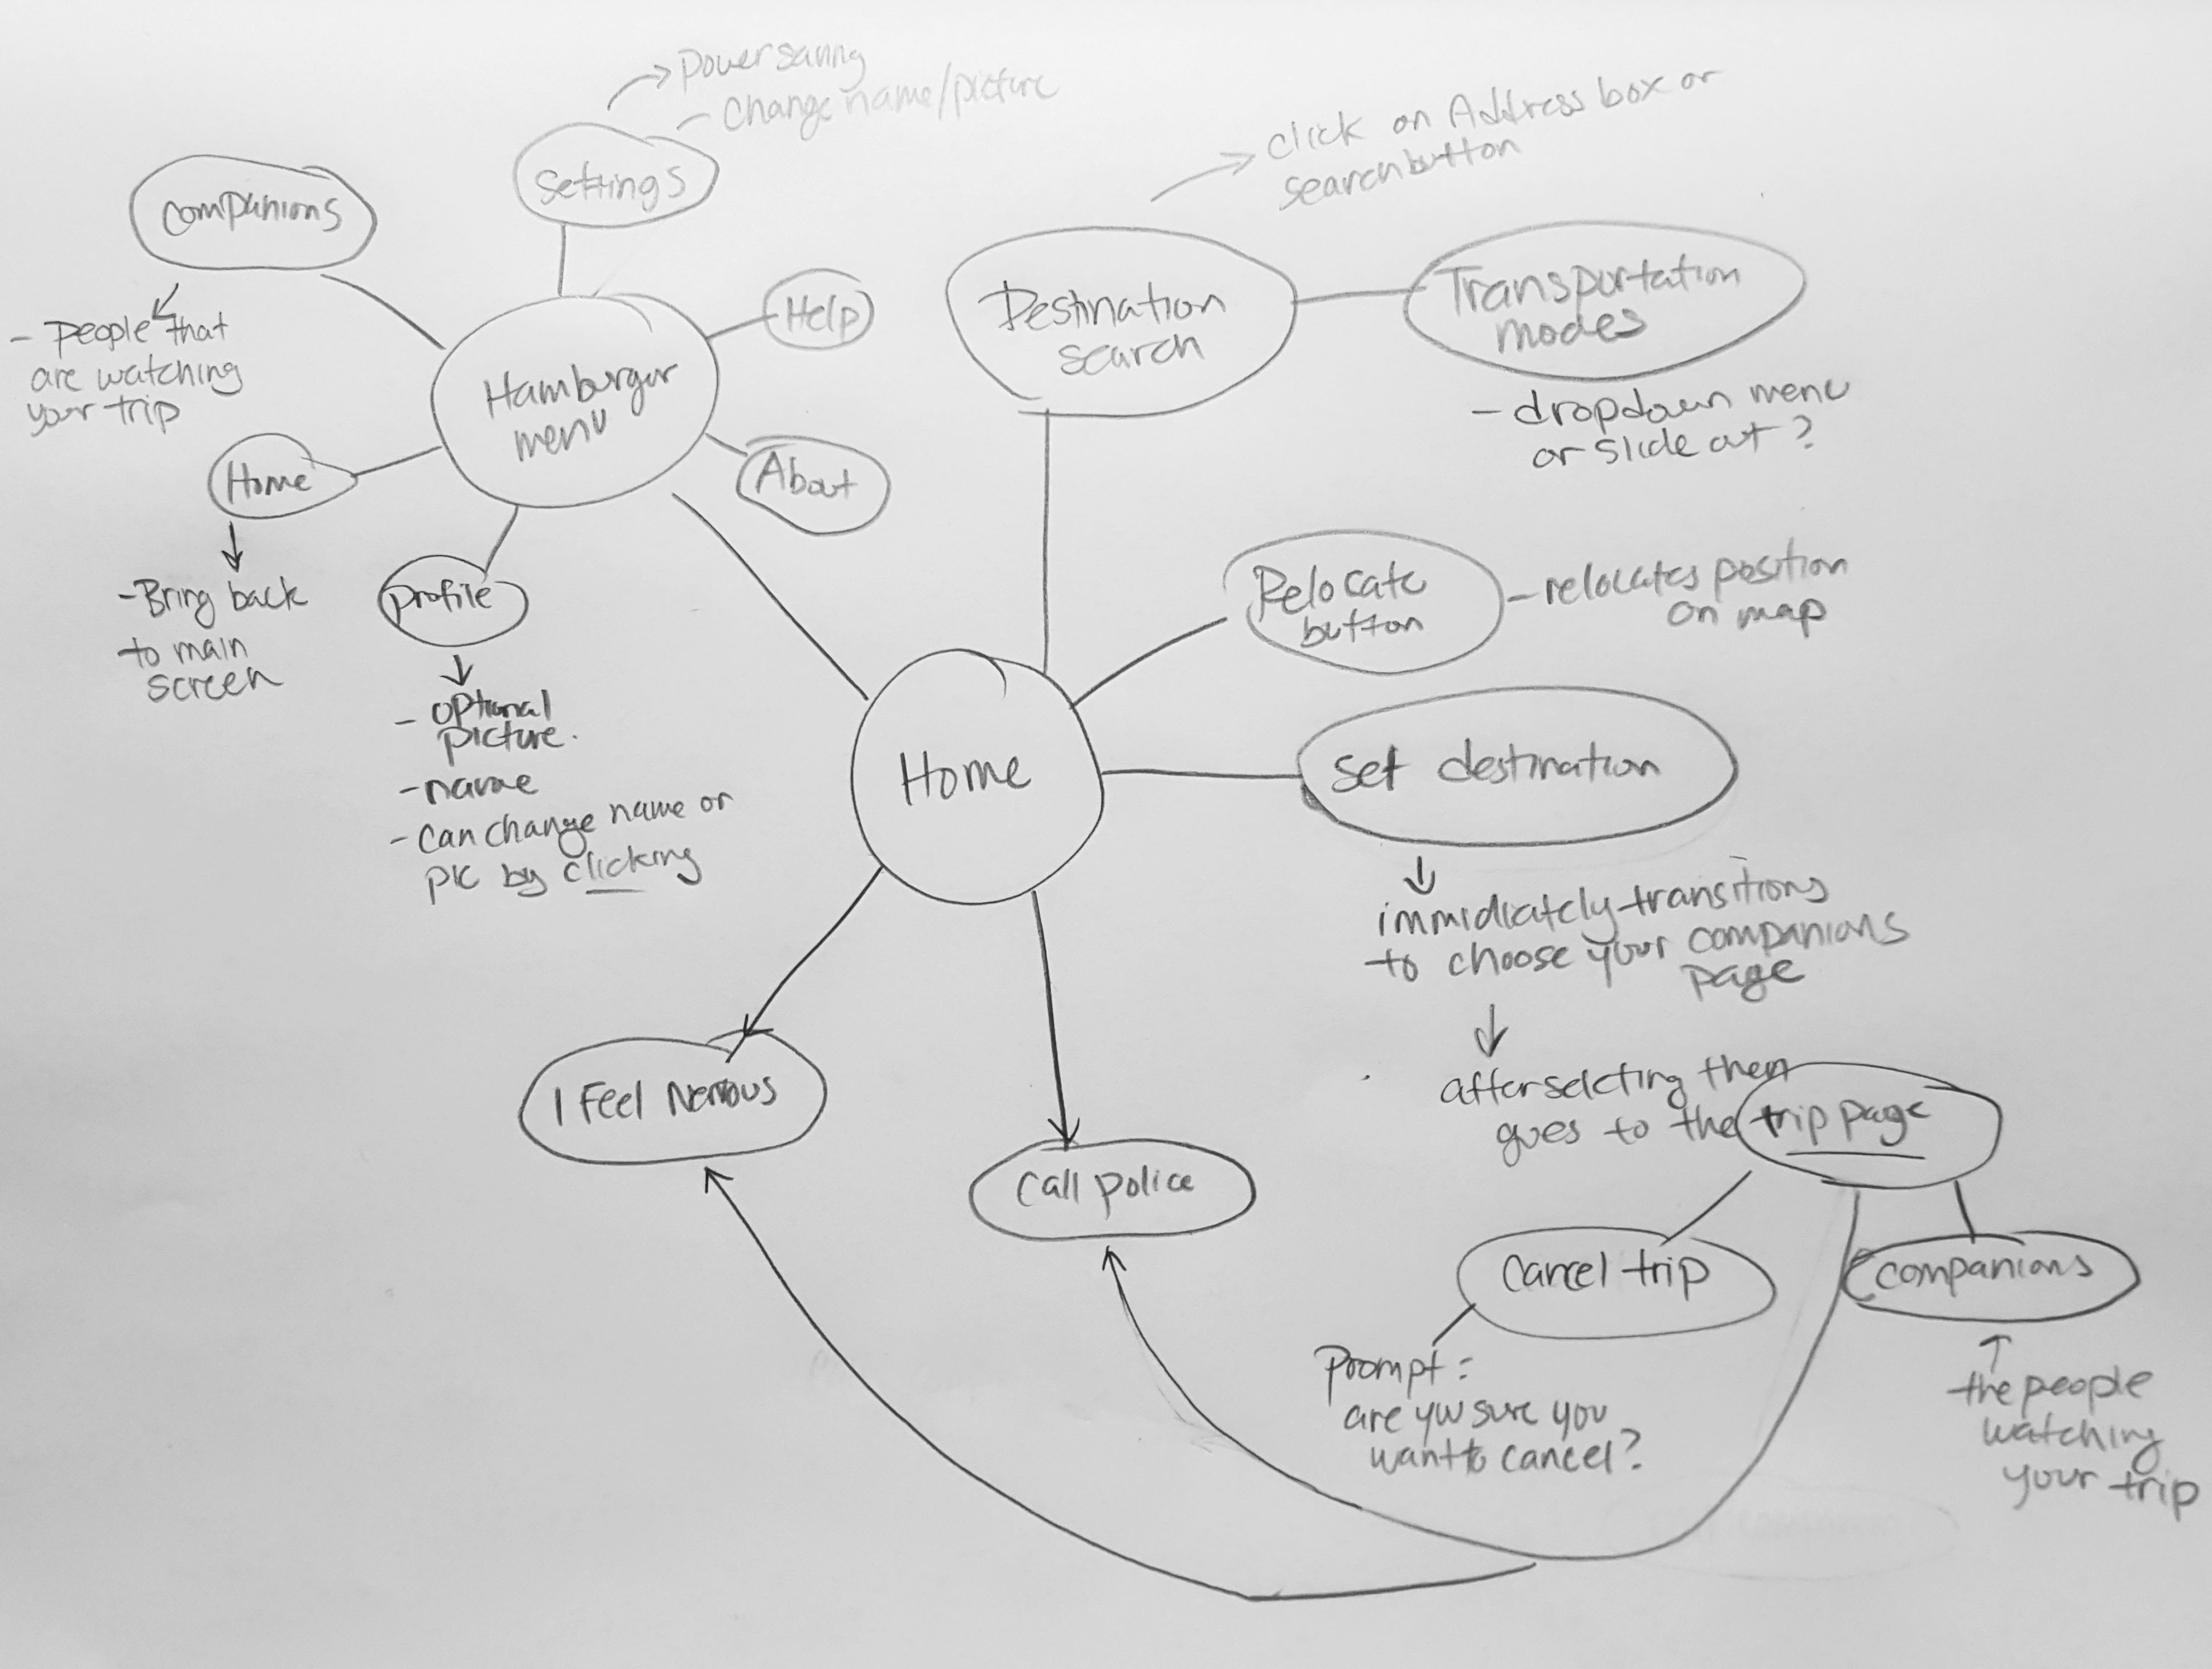 → Power saving
- Change name/picture
settings
companions
- People that
are watching
your trip
Help
Hamburger
menu
Home
- Bring back
to main
screen
About
profile
- optional
picture.
- name
- Can change name or
pic by clicking
click on Address box or
search button
Destination
search
Transportation
modes
- dropdown menu
or slide out ?
Relocate
button
- relocates position
on map
Home
set destination
immidiately transitions
to choose your companions
page
after selcting them
goes to the trip page
I Feel Nervous
call police
Cancel trip
Prompt :
are you sure you
want to cancel?
companions
the people
watching
your trip